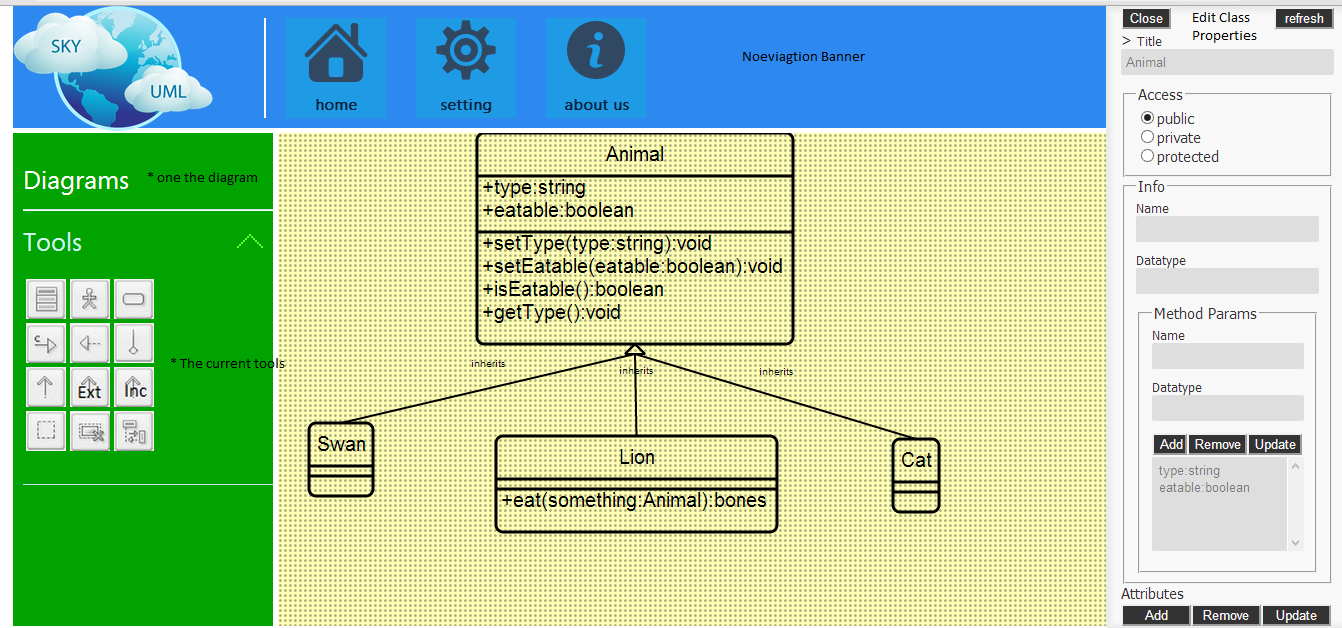 SKY
UML
home
setting
about us
Noeviagtion Banner
Diagrams
* one the diagram
Tools
Ext
Inc
* The current tools
Animal
+type:string
+eatable:boolean
+setType(type:string):void
+setEatable(eatable:boolean):void
+isEatable():boolean
+getType():void
inherits
inherits
inherits
Swan
Lion
+eat(something:Animal):bones
Cat
Close
Edit Class
Properties
refresh
> Title
Animal
Access
public
private
protected
Info
Name
Datatype
Method Params
Name
Datatype
Add Remove Update
type:string
eatable:boolean
Attributes
Add Remove Update